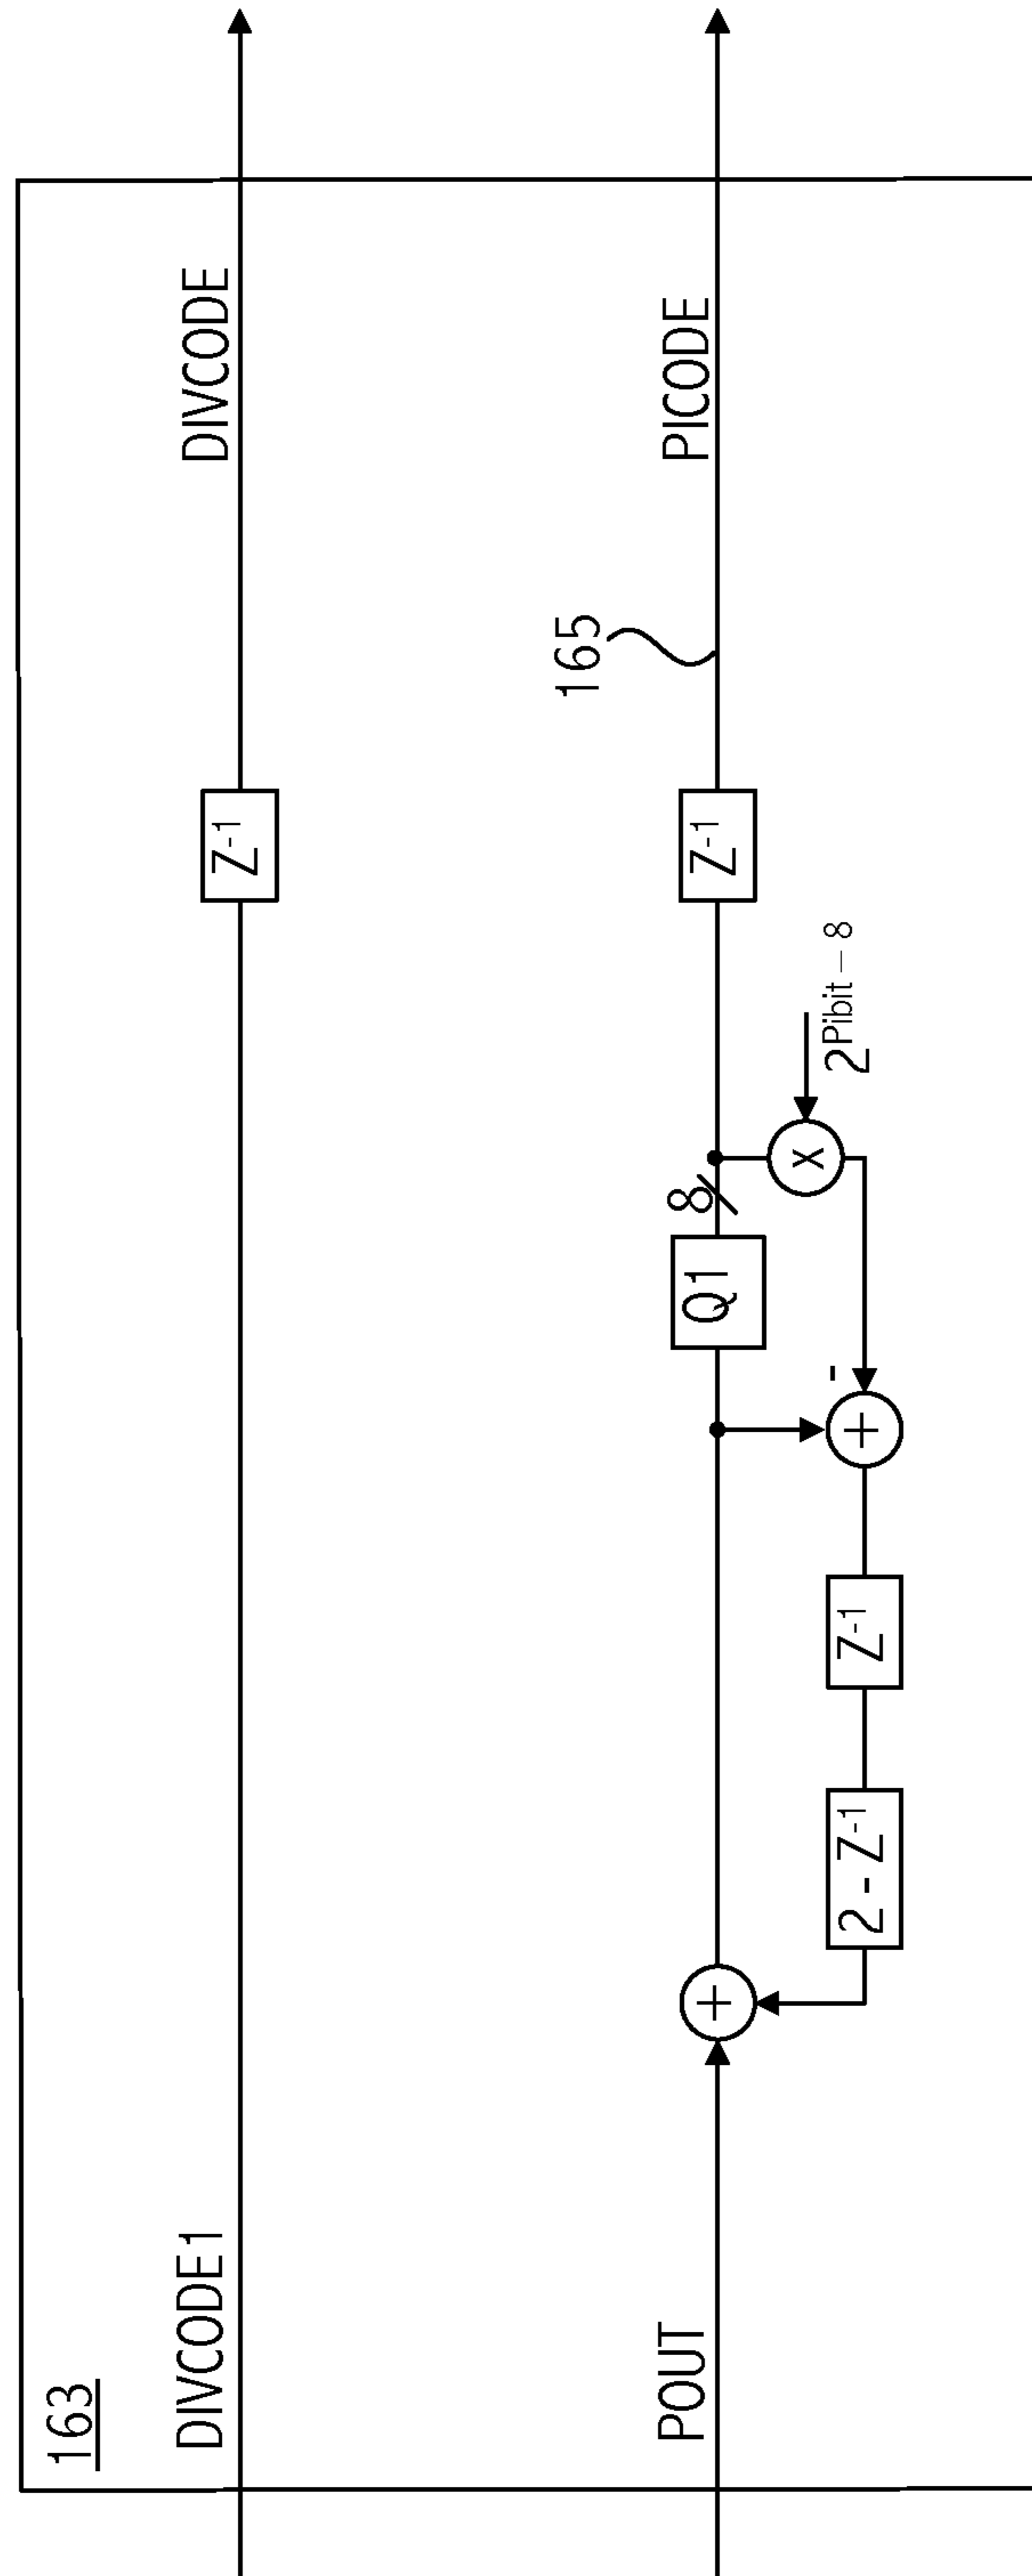 163
DIVCODE1
Z-1
DIVCODE
POUT
+
Q1
8
Z-1
165
PICODE
x
2Pibit – 8
-
+
Z-1
2 - Z-1